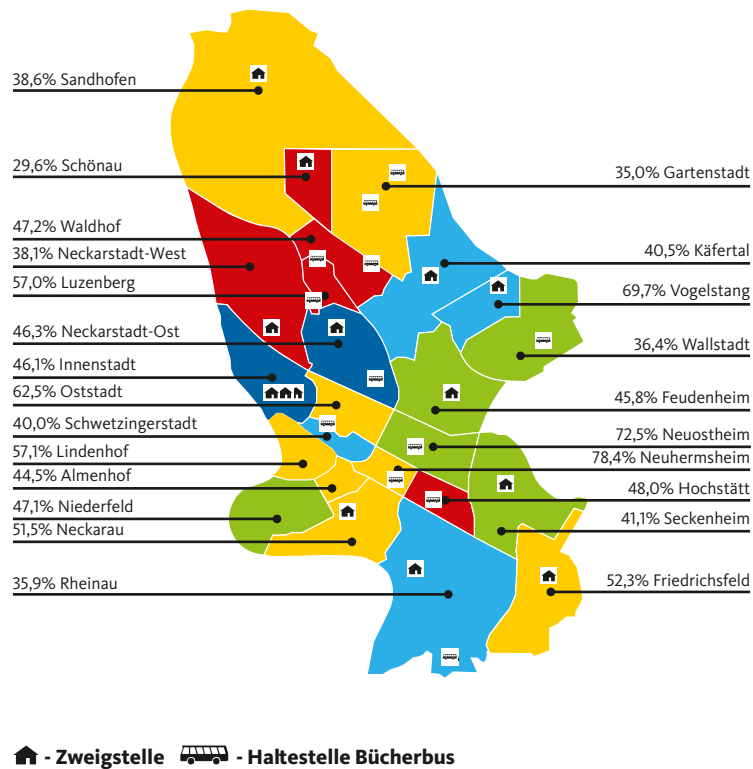 38,6% Sandhofen
29,6% Schönau
35,0% Gartenstadt
47,2% Waldhof
38,1% Neckarstadt-West
40,5% Käfertal
57,0% Luzenberg
69,7% Vogelstang
46,3% Neckarstadt-Ost
36,4% Wallstadt
46,1% Innenstadt
62,5% Oststadt
45,8% Feudenheim
40,0% Schwetzingerstadt
72,5% Neuostheim
57,1% Lindenhof
78,4% Neuhermsheim
44,5% Almenhof
48,0% Hochstätt
47,1% Niederfeld
41,1% Seckenheim
51,5% Neckarau
35,9% Rheinau
52,3% Friedrichsfeld
- Zweigstelle - Haltestelle Bücherbus